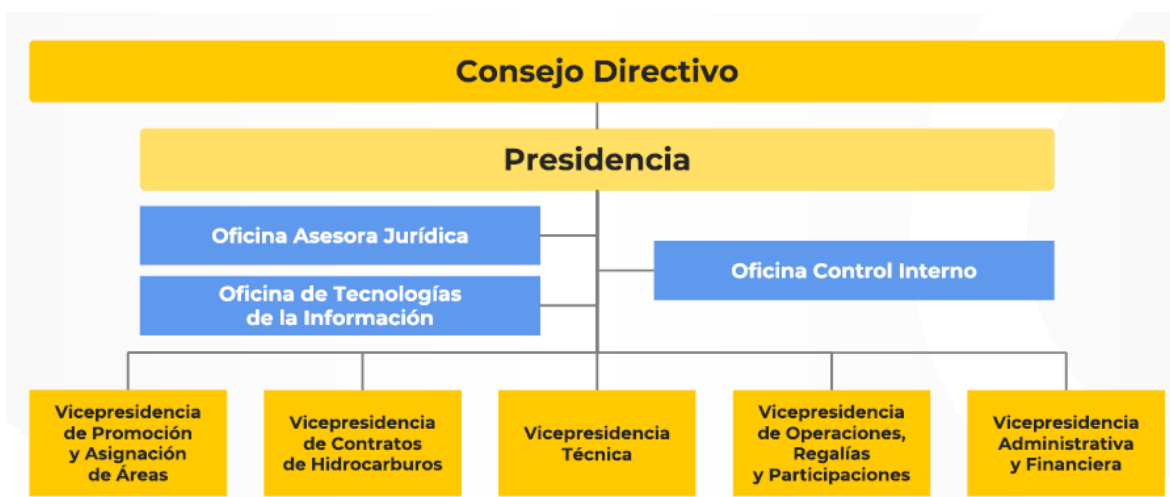 Consejo Directivo
Presidencia
Oficina Asesora Jurídica
Oficina Control Interno
Oficina de Tecnologías
de la Información
Vicepresidencia
de Promoción
y Asignación
de Áreas
Vicepresidencia
de Contratos
de Hidrocarburos
Vicepresidencia
Técnica
Vicepresidencia
de Operaciones,
Regalías
y Participaciones
Vicepresidencia
Administrativa
y Financiera